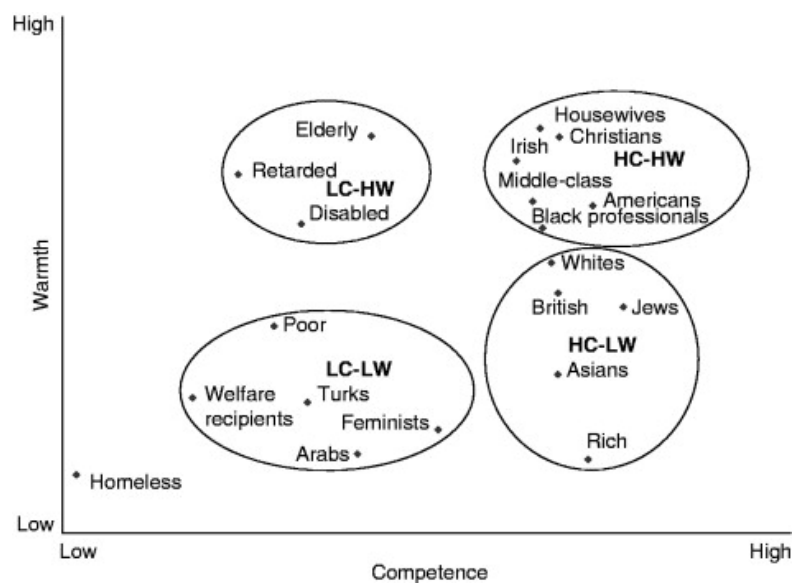 High
Housewives
Elderly
Christians
Irish
HC-HW
Retarded
LC-HW
Middle-class
Americans
Disabled
Black professionals
Warmth
Whites
British
Jews
Poor
HC-LW
LC-LW
Asians
Welfare
recipients
Turks
Feminists
Rich
Arabs
Homeless
Low
Low
High
Competence